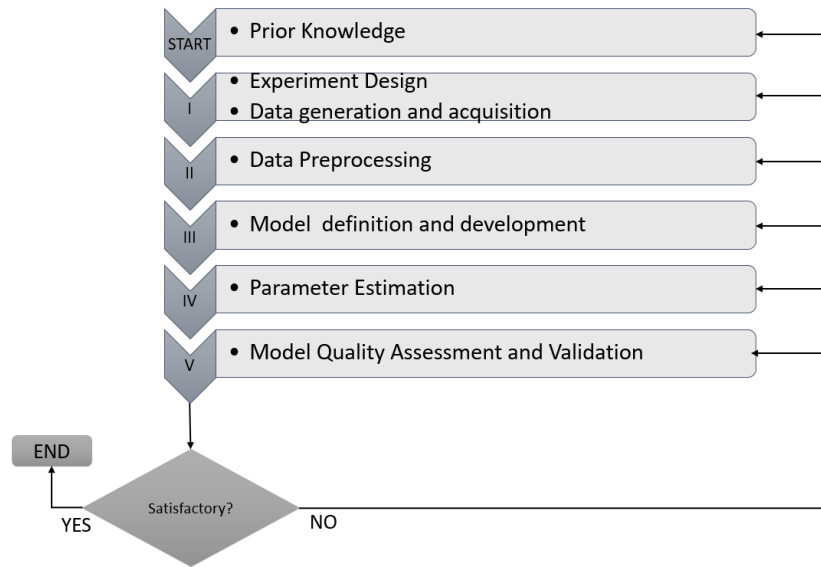 START
• Prior Knowledge
I
• Experiment Design
• Data generation and acquisition
II
• Data Preprocessing
III
• Model definition and development
IV
• Parameter Estimation
V
• Model Quality Assessment and Validation
END
Satisfactory?
YES
NO